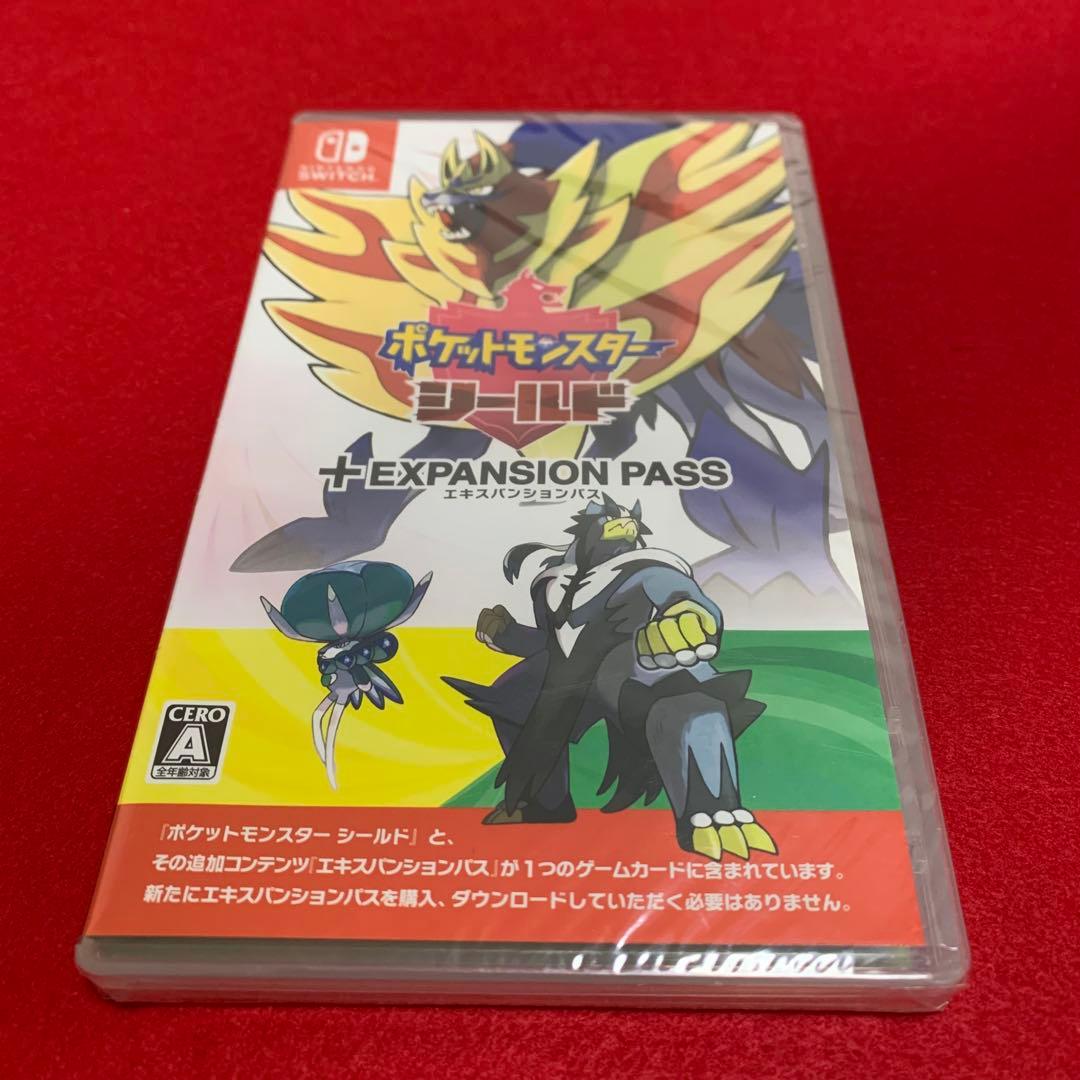 NINTENDO
SWITCH™
ポケットモンスター
シールド
+EXPANSION PASS
エキスパンションパス
CERO
A
全年齢対象
『ポケットモンスター シールド』と、
その追加コンテンツ『エキスパンションパス』が1つのゲームカードに含まれています。
新たにエキスパンションパスを購入、ダウンロードしていただく必要はありません。